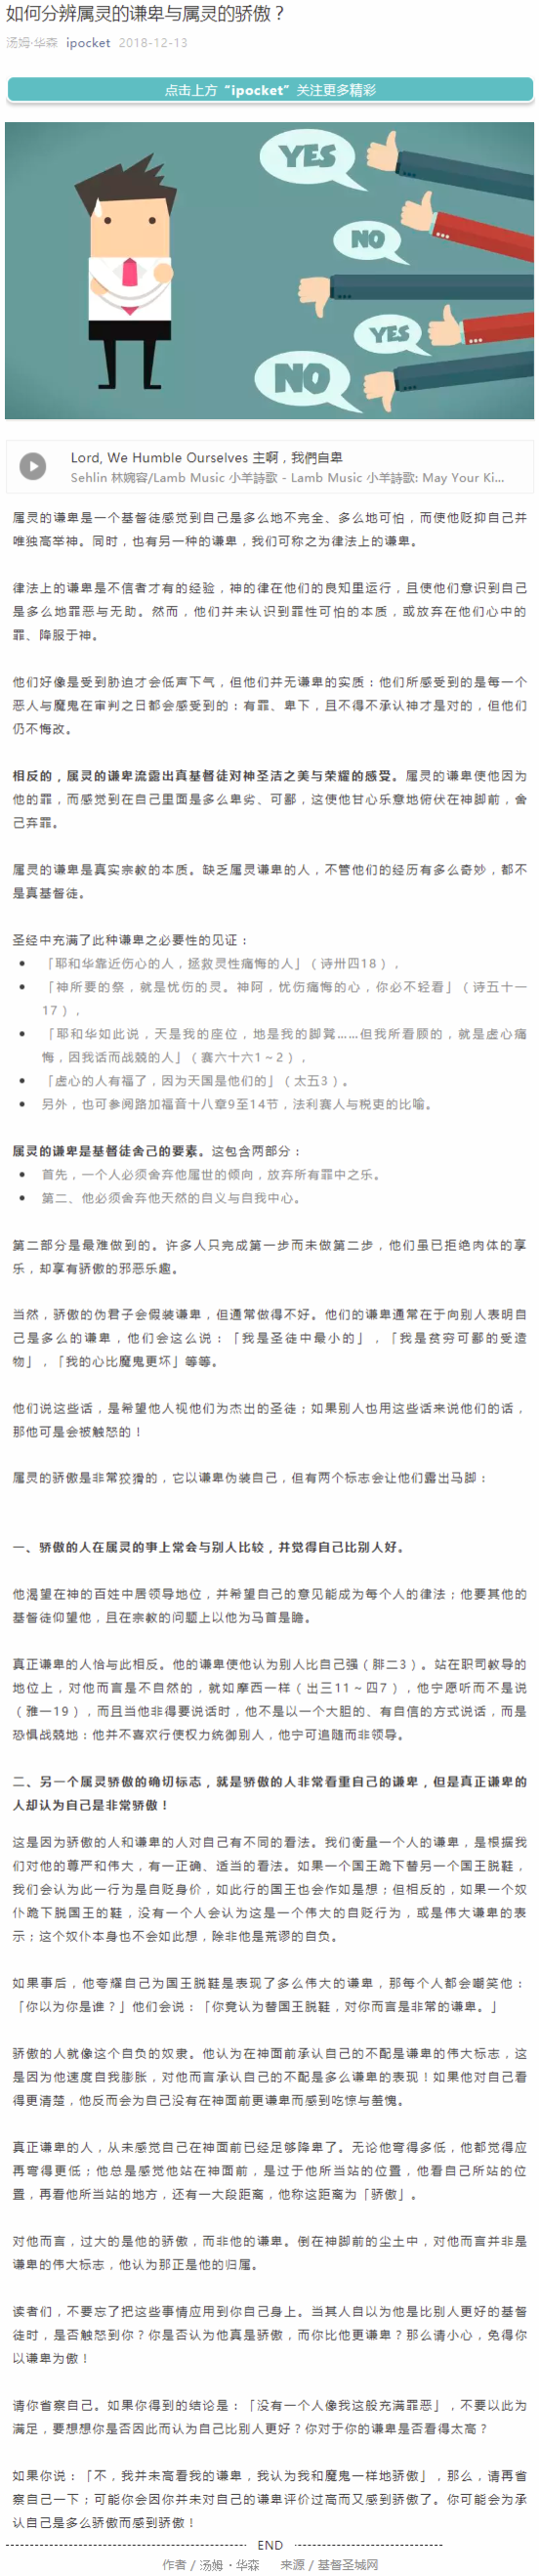 如何分辨属灵的谦卑与属灵的骄傲？
汤姆·华森 ipocket 2018-12-13
点击上方“ipocket”关注更多精彩
YES
NO
YES
NO
Lord, We Humble Ourselves 主啊，我們自卑
Sehlin 林婉容/Lamb Music 小羊詩歌 - Lamb Music 小羊詩歌: May Your Ki...
属灵的谦卑是一个基督徒感觉到自己是多么地不完全、多么地可怕，而使他贬抑自己并
唯独高举神。同时，也有另一种的谦卑，我们可称之为律法上的谦卑。
律法上的谦卑是不信者才有的经验，神的律在他们的良知里运行，且使他们意识到自己
是多么地罪恶与无助。然而，他们并未认识到罪性可怕的本质，或放弃在他们心中的
罪、降服于神。
他们好像是受到胁迫才会低声下气，但他们并无谦卑的实质：他们所感受到的是每一个
恶人与魔鬼在审判之日都会感受到的：有罪、卑下，且不得不承认神才是对的，但他们
仍不悔改。
相反的，属灵的谦卑流露出真基督徒对神圣洁之美与荣耀的感受。属灵的谦卑使他因为
他的罪，而感觉到在自己里面是多么卑劣、可鄙，这使他甘心乐意地俯伏在神脚前，舍
己弃罪。
属灵的谦卑是真实宗教的本质。缺乏属灵谦卑的人，不管他们的经历有多么奇妙，都不
是真基督徒。
圣经中充满了此种谦卑之必要性的见证：
• 「耶和华靠近伤心的人，拯救灵性痛悔的人」（诗卅四18），
• 「神所要的祭，就是忧伤的灵。神阿，忧伤痛悔的心，你必不轻看」（诗五十一
17），
• 「耶和华如此说，天是我的座位，地是我的脚凳……但我所看顾的，就是虚心痛
悔，因我话而战兢的人」（赛六十六1～2），
• 「虚心的人有福了，因为天国是他们的」（太五3）。
• 另外，也可参阅路加福音十八章9至14节，法利赛人与税吏的比喻。
属灵的谦卑是基督徒舍己的要素。这包含两部分：
• 首先，一个人必须舍弃他属世的倾向，放弃所有罪中之乐。
• 第二、他必须舍弃他天然的自义与自我中心。
第二部分是最难做到的。许多人只完成第一步而未做第二步，他们虽已拒绝肉体的享
乐，却享有骄傲的邪恶乐趣。
当然，骄傲的伪君子会假装谦卑，但通常做得不好。他们的谦卑通常在于向别人表明自
己是多么的谦卑，他们会这么说：「我是圣徒中最小的」，「我是贫穷可鄙的受造
物」，「我的心比魔鬼更坏」等等。
他们说这些话，是希望他人视他们为杰出的圣徒；如果别人也用这些话来说他们的话，
那他可是会被触怒的！
属灵的骄傲是非常狡猾的，它以谦卑伪装自己，但有两个标志会让他们露出马脚：
一、骄傲的人在属灵的事上常会与别人比较，并觉得自己比别人好。
他渴望在神的百姓中居领导地位，并希望自己的意见能成为每个人的律法；他要其他的
基督徒仰望他，且在宗教的问题上以他为马首是瞻。
真正谦卑的人恰与此相反。他的谦卑使他认为别人比自己强（腓二3）。站在职司教导的
地位上，对他而言是不自然的，就如摩西一样（出三11～四7），他宁愿听而不是说
（雅一19），而且当他非得要说话时，他不是以一个大胆的、有自信的方式说话，而是
恐惧战兢地：他并不喜欢行使权力统御别人，他宁可追随而非领导。
二、另一个属灵骄傲的确切标志，就是骄傲的人非常看重自己的谦卑，但是真正谦卑的
人却认为自己是非常骄傲！
这是因为骄傲的人和谦卑的人对自己有不同的看法。我们衡量一个人的谦卑，是根据我
们对他的尊严和伟大，有一正确、适当的看法。如果一个国王跪下替另一个国王脱鞋，
我们会认为此一行为是自贬身价，如此行的国王也会作如是想；但相反的，如果一个奴
仆跪下脱国王的鞋，没有一个人会认为这是一个伟大的自贬行为，或是伟大谦卑的表
示；这个奴仆本身也不会如此想，除非他是荒谬的自负。
如果事后，他夸耀自己为国王脱鞋是表现了多么伟大的谦卑，那每个人都会嘲笑他：
「你以为你是谁？」他们会说：「你竟认为替国王脱鞋，对你而言是非常的谦卑。」
骄傲的人就像这个自负的奴隶。他认为在神面前承认自己的不配是谦卑的伟大标志，这
是因为他速度自我膨胀，对他而言承认自己的不配是多么谦卑的表现！如果他对自己看
得更清楚，他反而会为自己没有在神面前更谦卑而感到吃惊与羞愧。
真正谦卑的人，从未感觉自己在神面前已经足够降卑了。无论他弯得多低，他都觉得应
再弯得更低；他总是感觉他站在神面前，是过于他所当站的位置，他看自己所站的位
置，再看他所当站的地方，还有一大段距离，他称这距离为「骄傲」。
对他而言，过大的是他的骄傲，而非他的谦卑。倒在神脚前的尘土中，对他而言并非是
谦卑的伟大标志，他认为那正是他的归属。
读者们，不要忘了把这些事情应用到你自己身上。当其人自以为他是比别人更好的基督
徒时，是否触怒到你？你是否认为他真是骄傲，而你比他更谦卑？那么请小心，免得你
以谦卑为傲！
请你省察自己。如果你得到的结论是：「没有一个人像我这般充满罪恶」，不要以此为
满足，要想想你是否因此而认为自己比别人更好？你对于你的谦卑是否看得太高？
如果你说：「不，我并未高看我的谦卑，我认为我和魔鬼一样地骄傲」，那么，请再省
察自己一下；可能你会因你并未对自己的谦卑评价过高而又感到骄傲了。你可能会为承
认自己是多么骄傲而感到骄傲！
END
作者 / 汤姆 · 华森 来源 / 基督圣城网